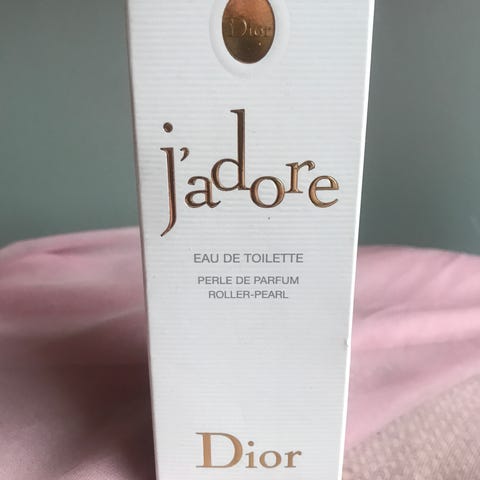 Dior
j'adore
EAU DE TOILETTE
PERLE DE PARFUM
ROLLER-PEARL
Dior